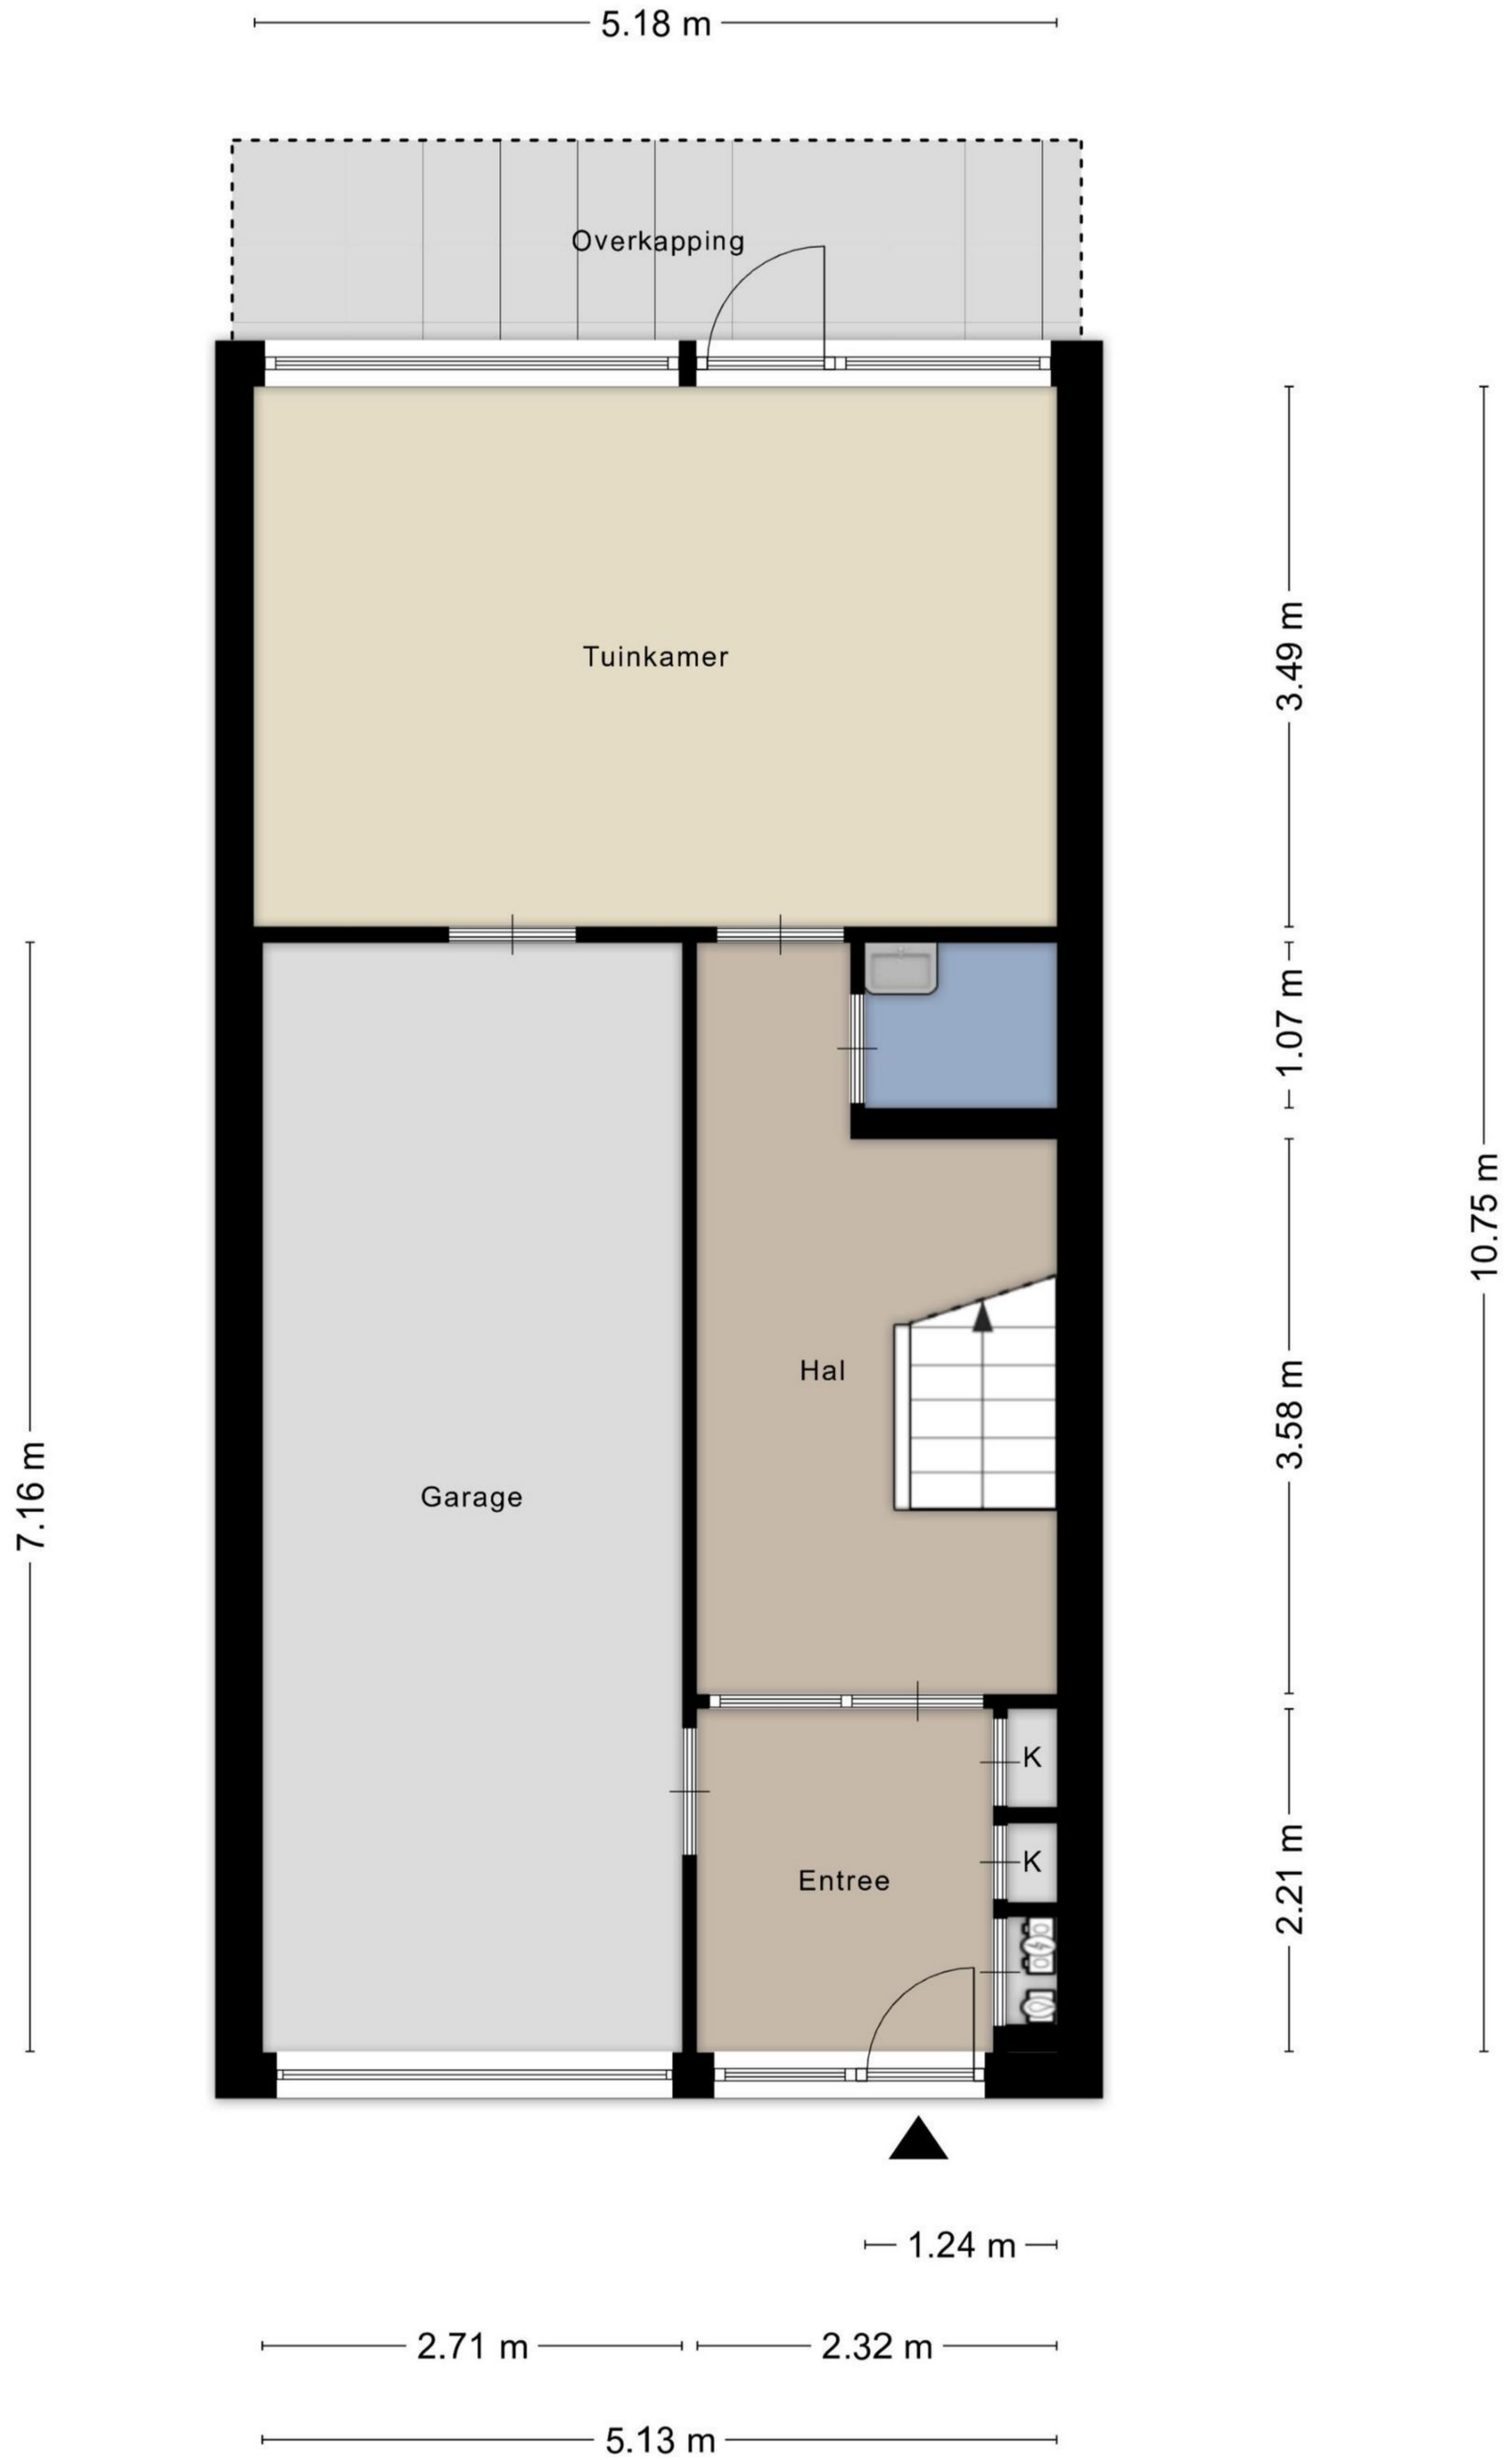 5.18 m
Overkapping
Tuinkamer
3.49 m
1.07 m
10.75 m
Hal
3.58 m
Garage
7.16 m
K
K
Entree
2.21 m
1.24 m
2.71 m
2.32 m
5.13 m